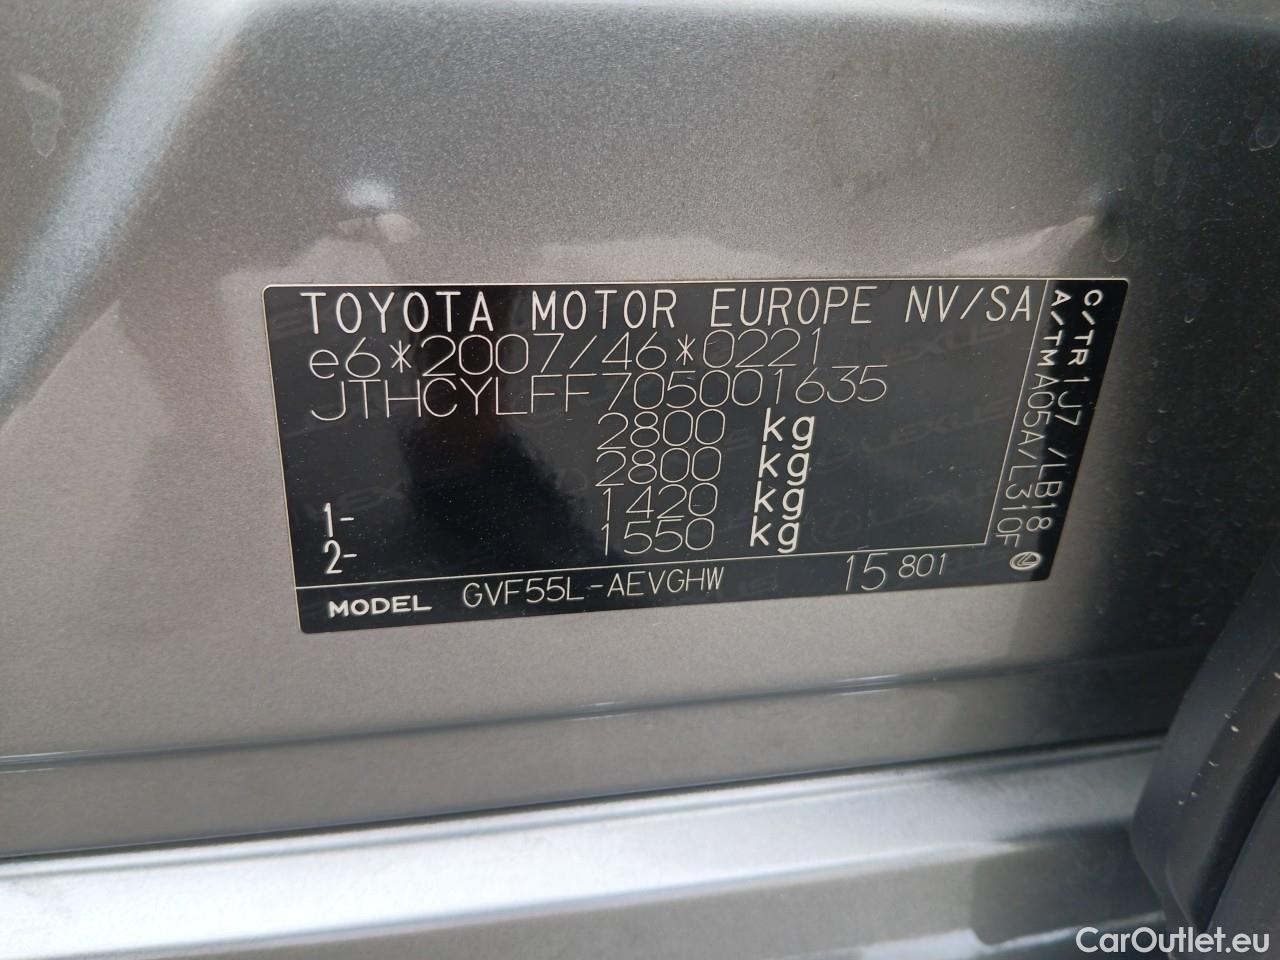 TOYOTA MOTOR EUROPE NV/SA
e6*2007/46*0221
JTHCYLFF705001635
2800 kg
2800 kg
1- 1420 kg
2- 1550 kg
MODEL GVF55L-AEVGHW 15 801
C/TR 1J7 /LB18
A/TM A05A/L310F
CarOutlet.eu